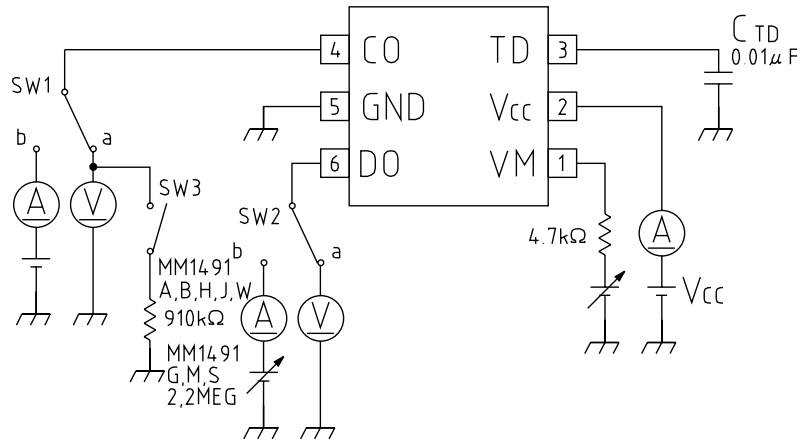 C TD
0.01μF
4 CO
TD 3
SW1
5 GND
Vcc 2
b
a
6 DO
VM 1
A
V
SW3
SW2
4.7kΩ
A
b
a
MM1491
A,B,H,J,W
910kΩ
Vcc
A
V
MM1491
G,M,S
2,2MEG